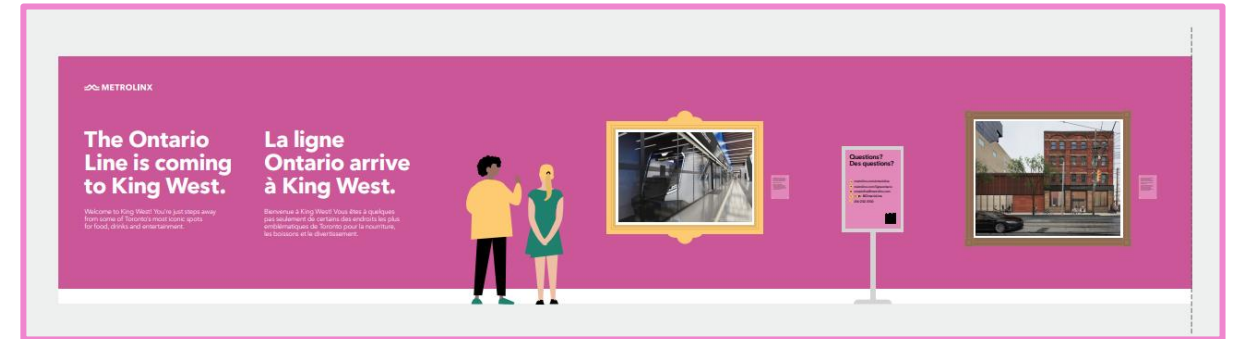 METROLINX
The Ontario
Line is coming
to King West.
Welcome to King West! You're just steps away
from some of Toronto's most iconic spots
for food, drinks and entertainment.
La ligne
Ontario arrive
à King West.
Bienvenue à King West! Vous êtes à quelques
pas seulement de certains des endroits les plus
emblématiques de Toronto pour la nourriture,
les boissons et le divertissement.
Questions?
Des questions?